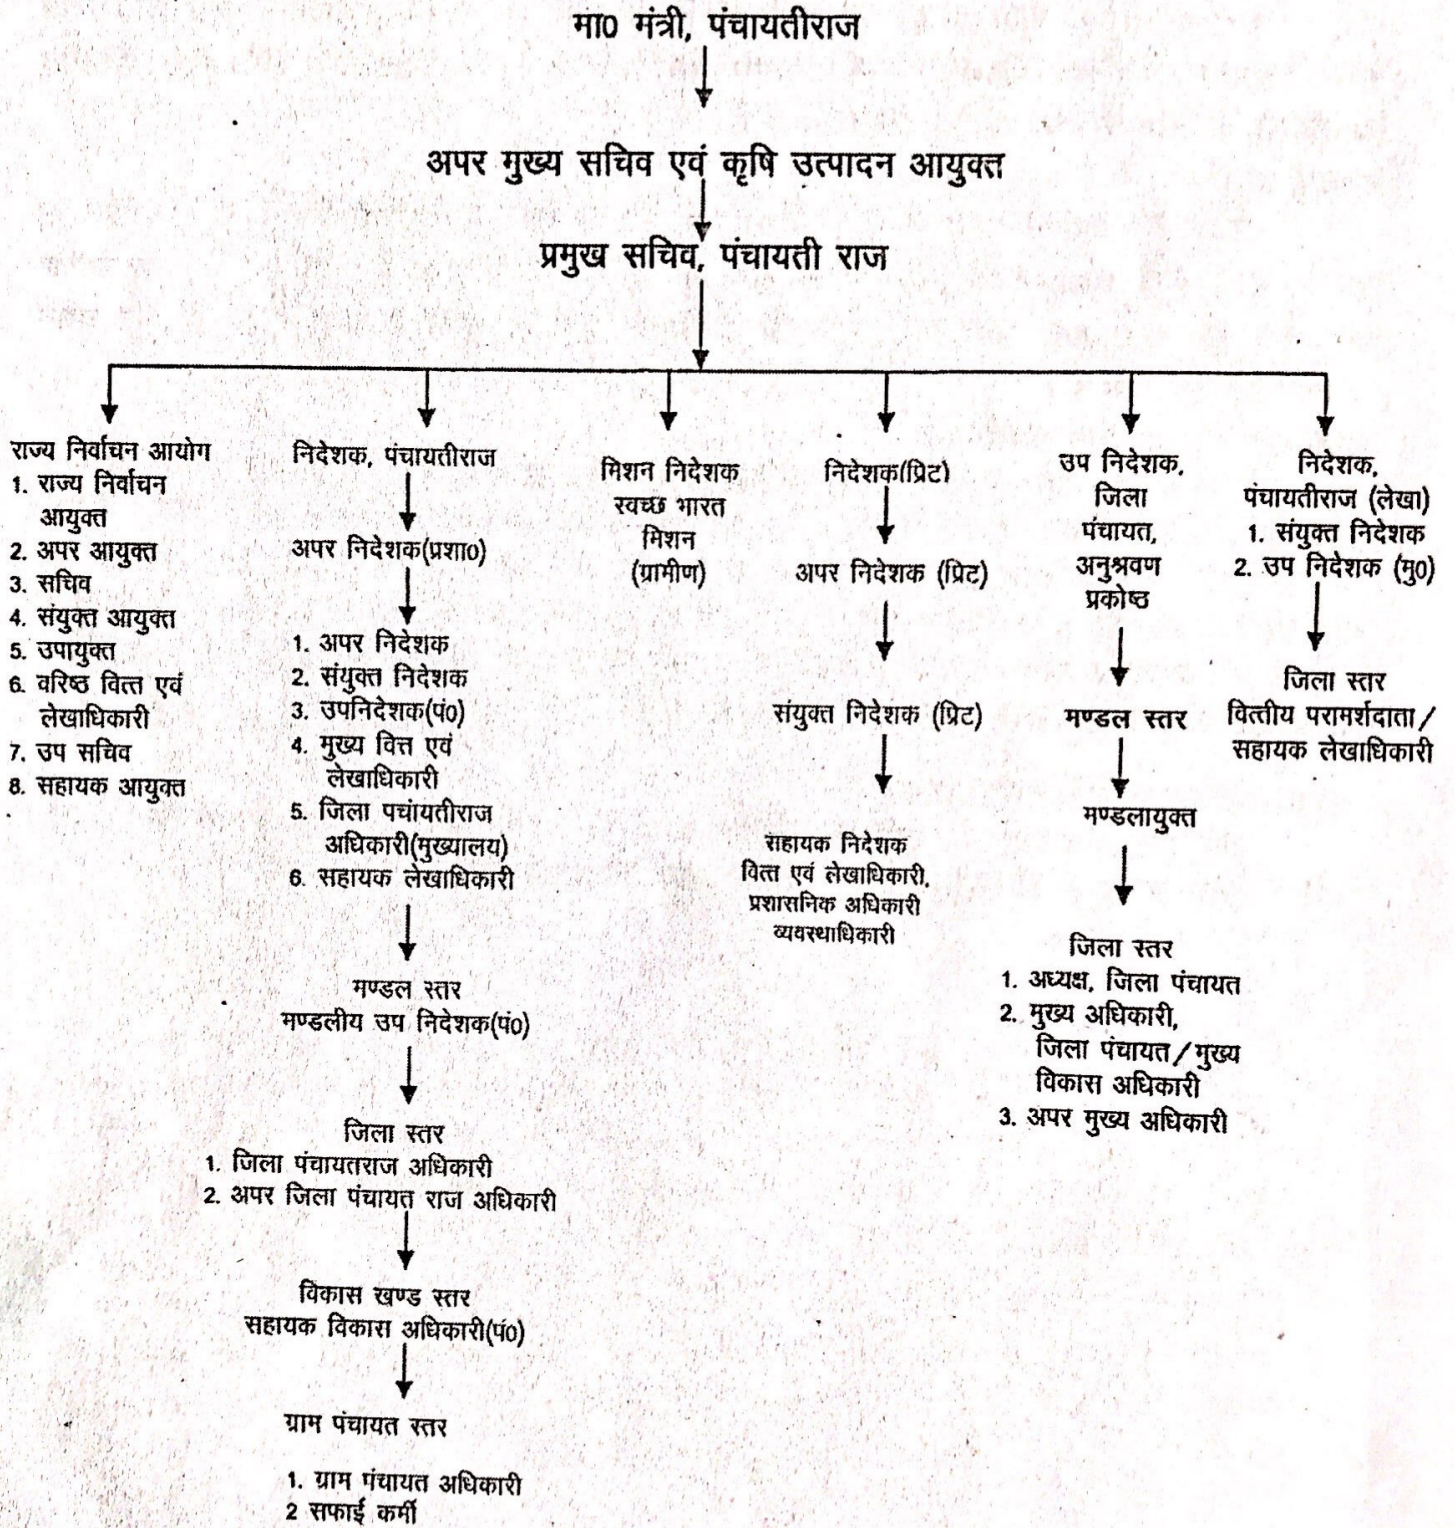 मा0 मंत्री, पंचायतीराज
अपर मुख्य सचिव एवं कृषि उत्पादन आयुक्त
प्रमुख सचिव, पंचायती राज
राज्य निर्वाचन आयोग
1. राज्य निर्वाचन
आयुक्त
2. अपर आयुक्त
3. सचिव
4. संयुक्त आयुक्त
5. उपायुक्त
6. वरिष्ठ वित्त एवं
लेखाधिकारी
7. उप सचिव
8. सहायक आयुक्त
निदेशक, पंचायतीराज
अपर निदेशक(प्रशा0)
1. अपर निदेशक
2. संयुक्त निदेशक
3. उपनिदेशक(पं0)
4. मुख्य वित्त एवं
लेखाधिकारी
5. जिला पचांयतीराज
अधिकारी(मुख्यालय)
6. सहायक लेखाधिकारी
मण्डल स्तर
मण्डलीय उप निदेशक(पं0)
जिला स्तर
1. जिला पंचायतराज अधिकारी
2. अपर जिला पंचायत राज अधिकारी
विकास खण्ड स्तर
सहायक विकास अधिकारी(पं0)
ग्राम पंचायत स्तर
1. ग्राम पंचायत अधिकारी
2 सफाई कर्मी
मिशन निदेशक
स्वच्छ भारत
मिशन
(ग्रामीण)
निदेशक(प्रिट)
अपर निदेशक (प्रिट)
संयुक्त निदेशक (प्रिट)
सहायक निदेशक
वित्त एवं लेखाधिकारी,
प्रशासनिक अधिकारी
व्यवस्थाधिकारी
उप निदेशक,
जिला
पंचायत,
अनुश्रवण
प्रकोष्ठ
मण्डल स्तर
मण्डलायुक्त
जिला स्तर
1. अध्यक्ष, जिला पंचायत
2. मुख्य अधिकारी,
जिला पंचायत/मुख्य
विकास अधिकारी
3. अपर मुख्य अधिकारी
निदेशक,
पंचायतीराज (लेखा)
1. संयुक्त निदेशक
2. उप निदेशक (मु0)
जिला स्तर
वित्तीय परामर्शदाता/
सहायक लेखाधिकारी